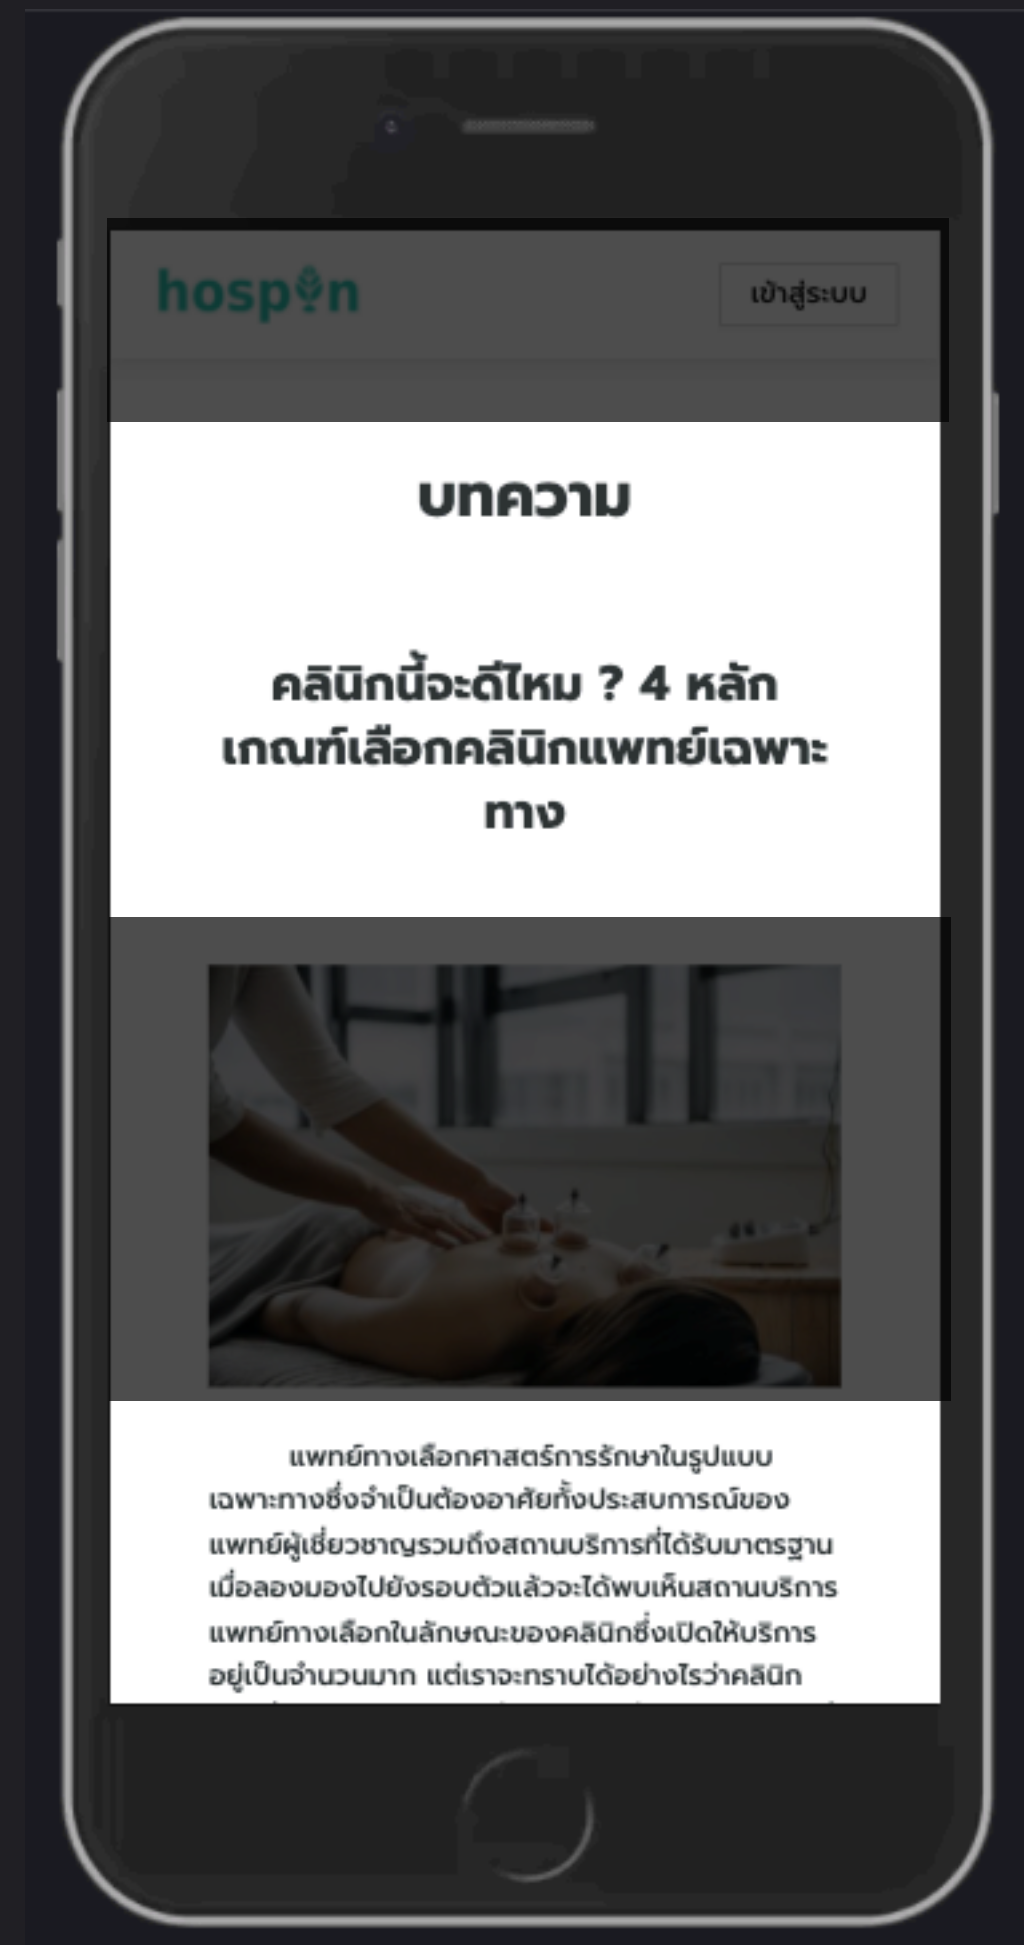 hospin
เข้าสู่ระบบ
บทความ
คลินิกนี้จะดีไหม ? 4 หลัก
เกณฑ์เลือกคลินิกแพทย์เฉพาะ
ทาง
แพทย์ทางเลือกศาสตร์การรักษาในรูปแบบ
เฉพาะทางซึ่งจำเป็นต้องอาศัยทั้งประสบการณ์ของ
แพทย์ผู้เชี่ยวชาญรวมถึงสถานบริการที่ได้รับมาตรฐาน
เมื่อลองมองไปยังรอบตัวแล้วจะได้พบเห็นสถานบริการ
แพทย์ทางเลือกในลักษณะของคลินิกซึ่งเปิดให้บริการ
อยู่เป็นจำนวนมาก แต่เราจะทราบได้อย่างไรว่าคลินิก